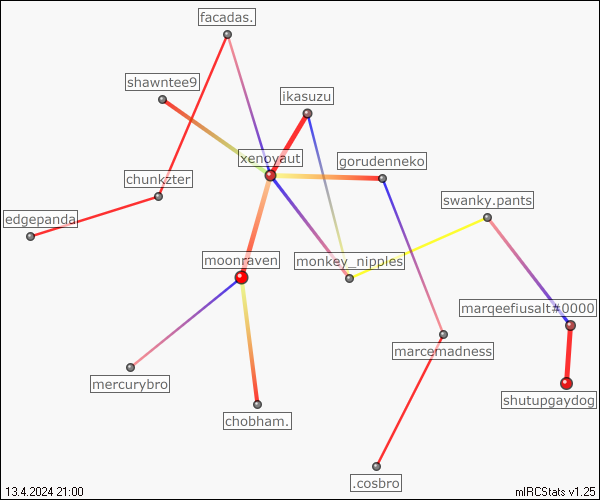 facadas.
shawntee9
ikasuzu
xenoyaut
gorudenneko
chunkzter
swanky.pants
edgepanda
moonraven
monkey_nipples
marqeefiusalt#0000
marcemadness
mercurybro
shutupgaydog
chobham.
.cosbro
13.4.2024 21:00
mIRCStats v1.25